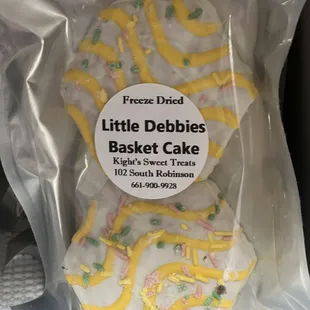 Freeze Dried
Little Debbies
Basket Cake
Kight's Sweet Treats
102 South Robinson
661-900-9928